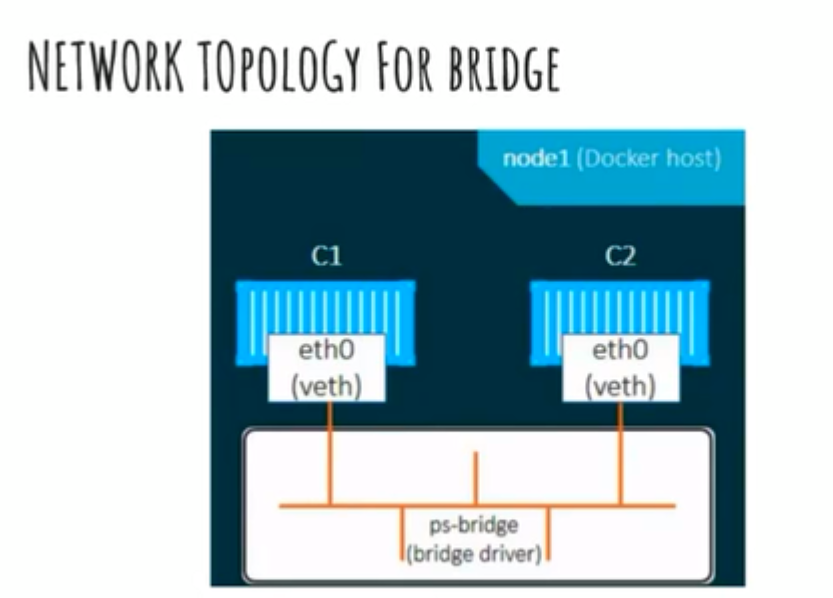 NETWORK TOpoloGy FoR BRIDGE
node1 (Docker host)
C1
C2
eth0
(veth)
eth0
(veth)
ps-bridge
(bridge driver)